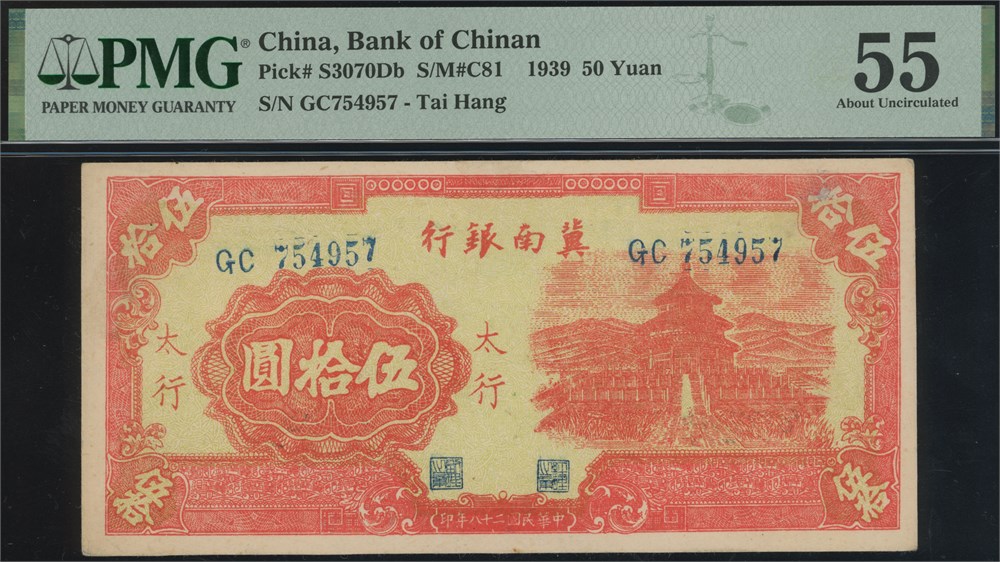 PMG®
PAPER MONEY GUARANTY
China, Bank of Chinan
Pick# S3070Db S/M#C81 1939 50 Yuan
S/N GC754957 - Tai Hang
55
About Uncirculated
伍拾
伍拾
行銀南冀
GC 754957
GC 754957
圓拾伍
太行
太行
伍拾
伍拾
印年八十二國民華中